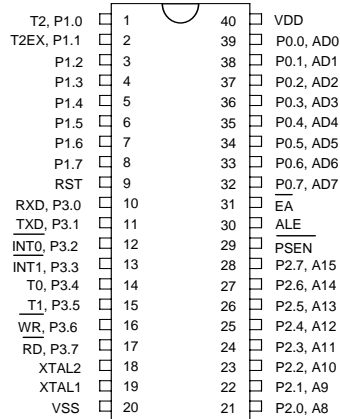 T2, P1.0 1 40 VDD
T2EX, P1.1 2 39 P0.0, AD0
P1.2 3 38 P0.1, AD1
P1.3 4 37 P0.2, AD2
P1.4 5 36 P0.3, AD3
P1.5 6 35 P0.4, AD4
P1.6 7 34 P0.5, AD5
P1.7 8 33 P0.6, AD6
RST 9 32 P0.7, AD7
RXD, P3.0 10 31 EA
TXD, P3.1 11 30 ALE
INT0, P3.2 12 29 PSEN
INT1, P3.3 13 28 P2.7, A15
T0, P3.4 14 27 P2.6, A14
T1, P3.5 15 26 P2.5, A13
WR, P3.6 16 25 P2.4, A12
RD, P3.7 17 24 P2.3, A11
XTAL2 18 23 P2.2, A10
XTAL1 19 22 P2.1, A9
VSS 20 21 P2.0, A8